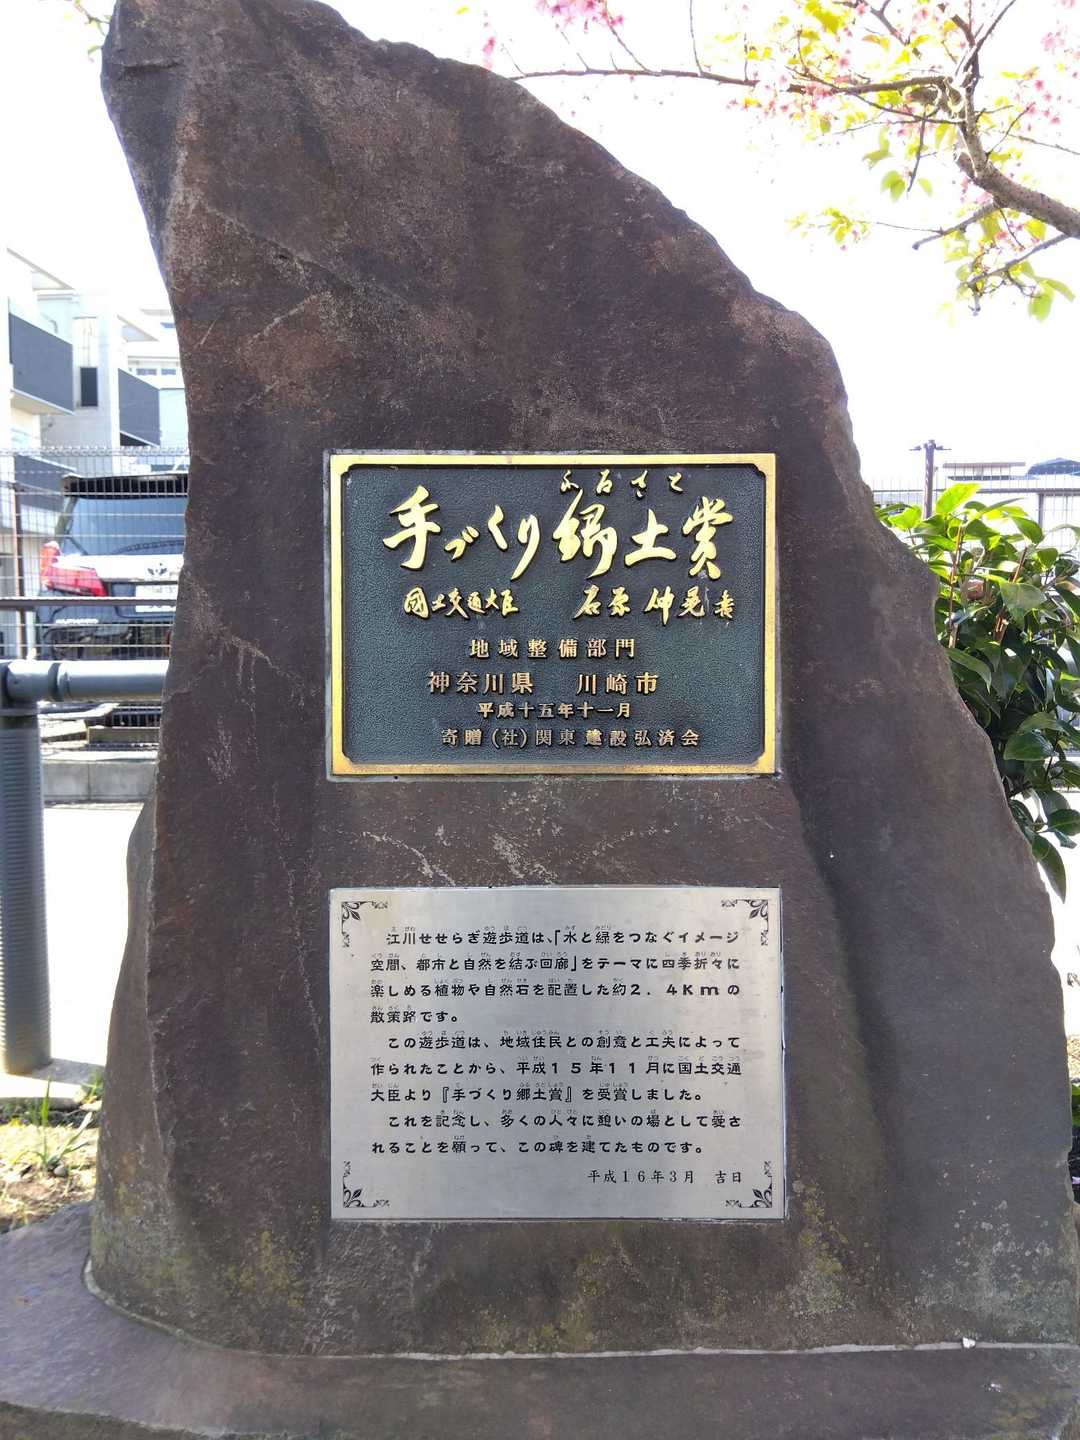 ふるさと
手づくり郷土賞
国土交通大臣 石原伸晃書
地域整備部門
神奈川県 川崎市
平成十五年十一月
寄贈(社)関東建設弘済会
江川せせらぎ遊歩道は、「水と緑をつなぐイメージ
空間、都市と自然を結ぶ回廊」をテーマに四季折々に
楽しめる植物や自然石を配置した約2.4Kmの
散策路です。
この遊歩道は、地域住民との創意と工夫によって
作られたことから、平成15年11月に国土交通
大臣より『手づくり郷土賞』を受賞しました。
これを記念し、多くの人々に憩いの場として愛さ
れることを願って、この碑を建てたものです。
平成16年3月 吉日